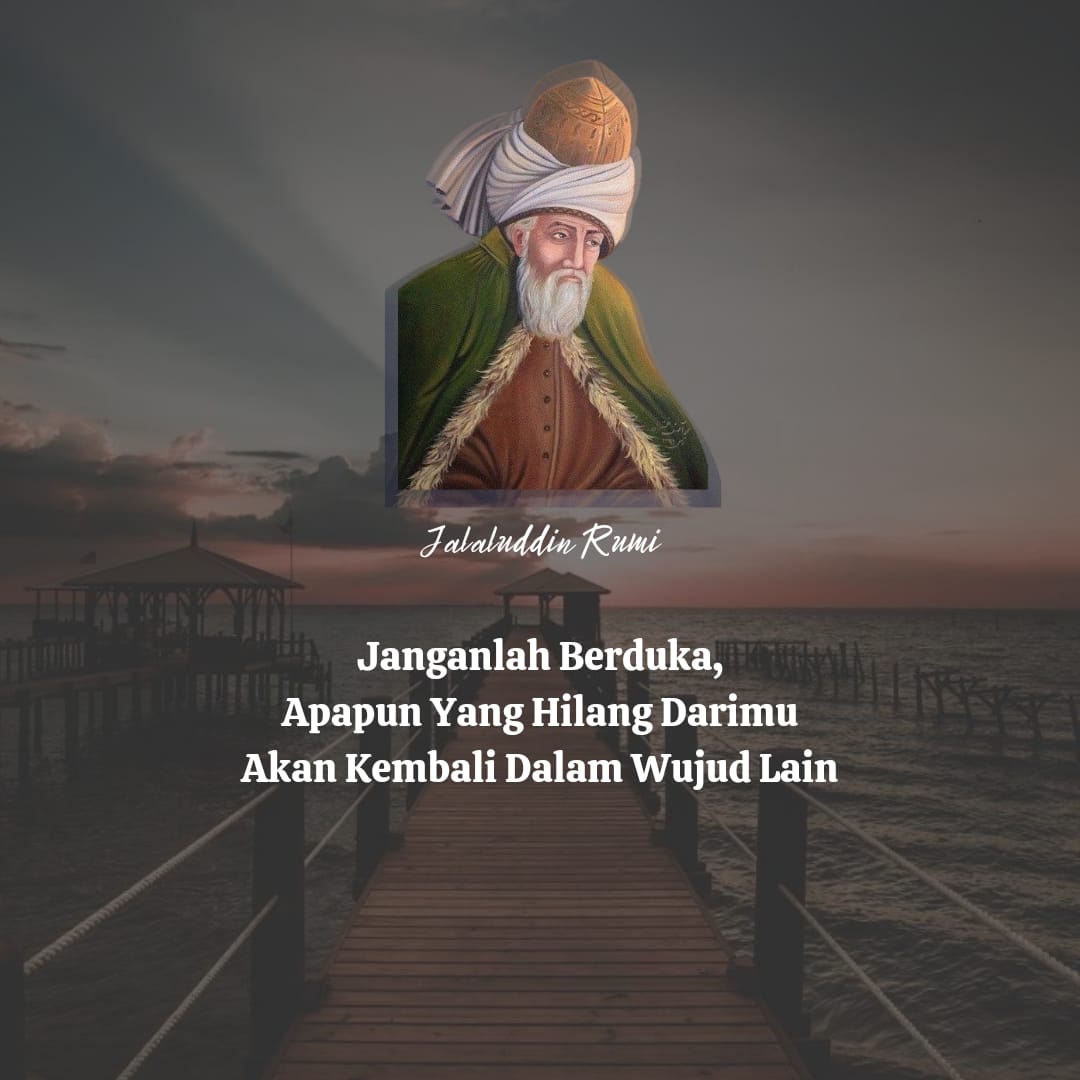 Jalaluddin Rumi
Janganlah Berduka,
Apapun Yang Hilang Darimu
Akan Kembali Dalam Wujud Lain